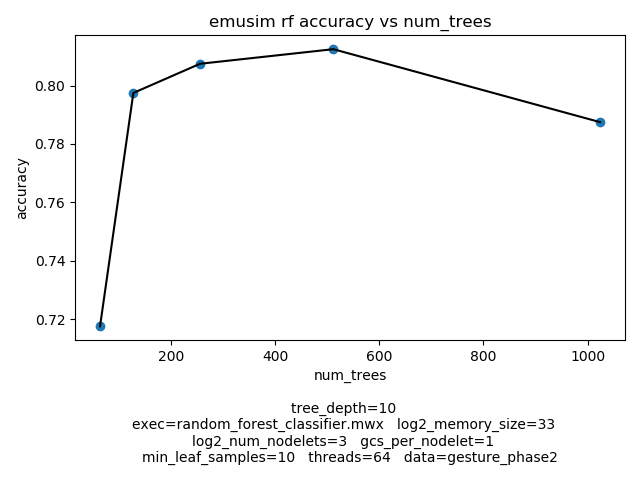 emusim rf accuracy vs num_trees
0.80
0.78
0.76
0.74
0.72
accuracy
200 400 600 800 1000
num_trees
tree_depth=10
exec=random_forest_classifier.mwx log2_memory_size=33
log2_num_nodelets=3 gcs_per_nodelet=1
min_leaf_samples=10 threads=64 data=gesture_phase2